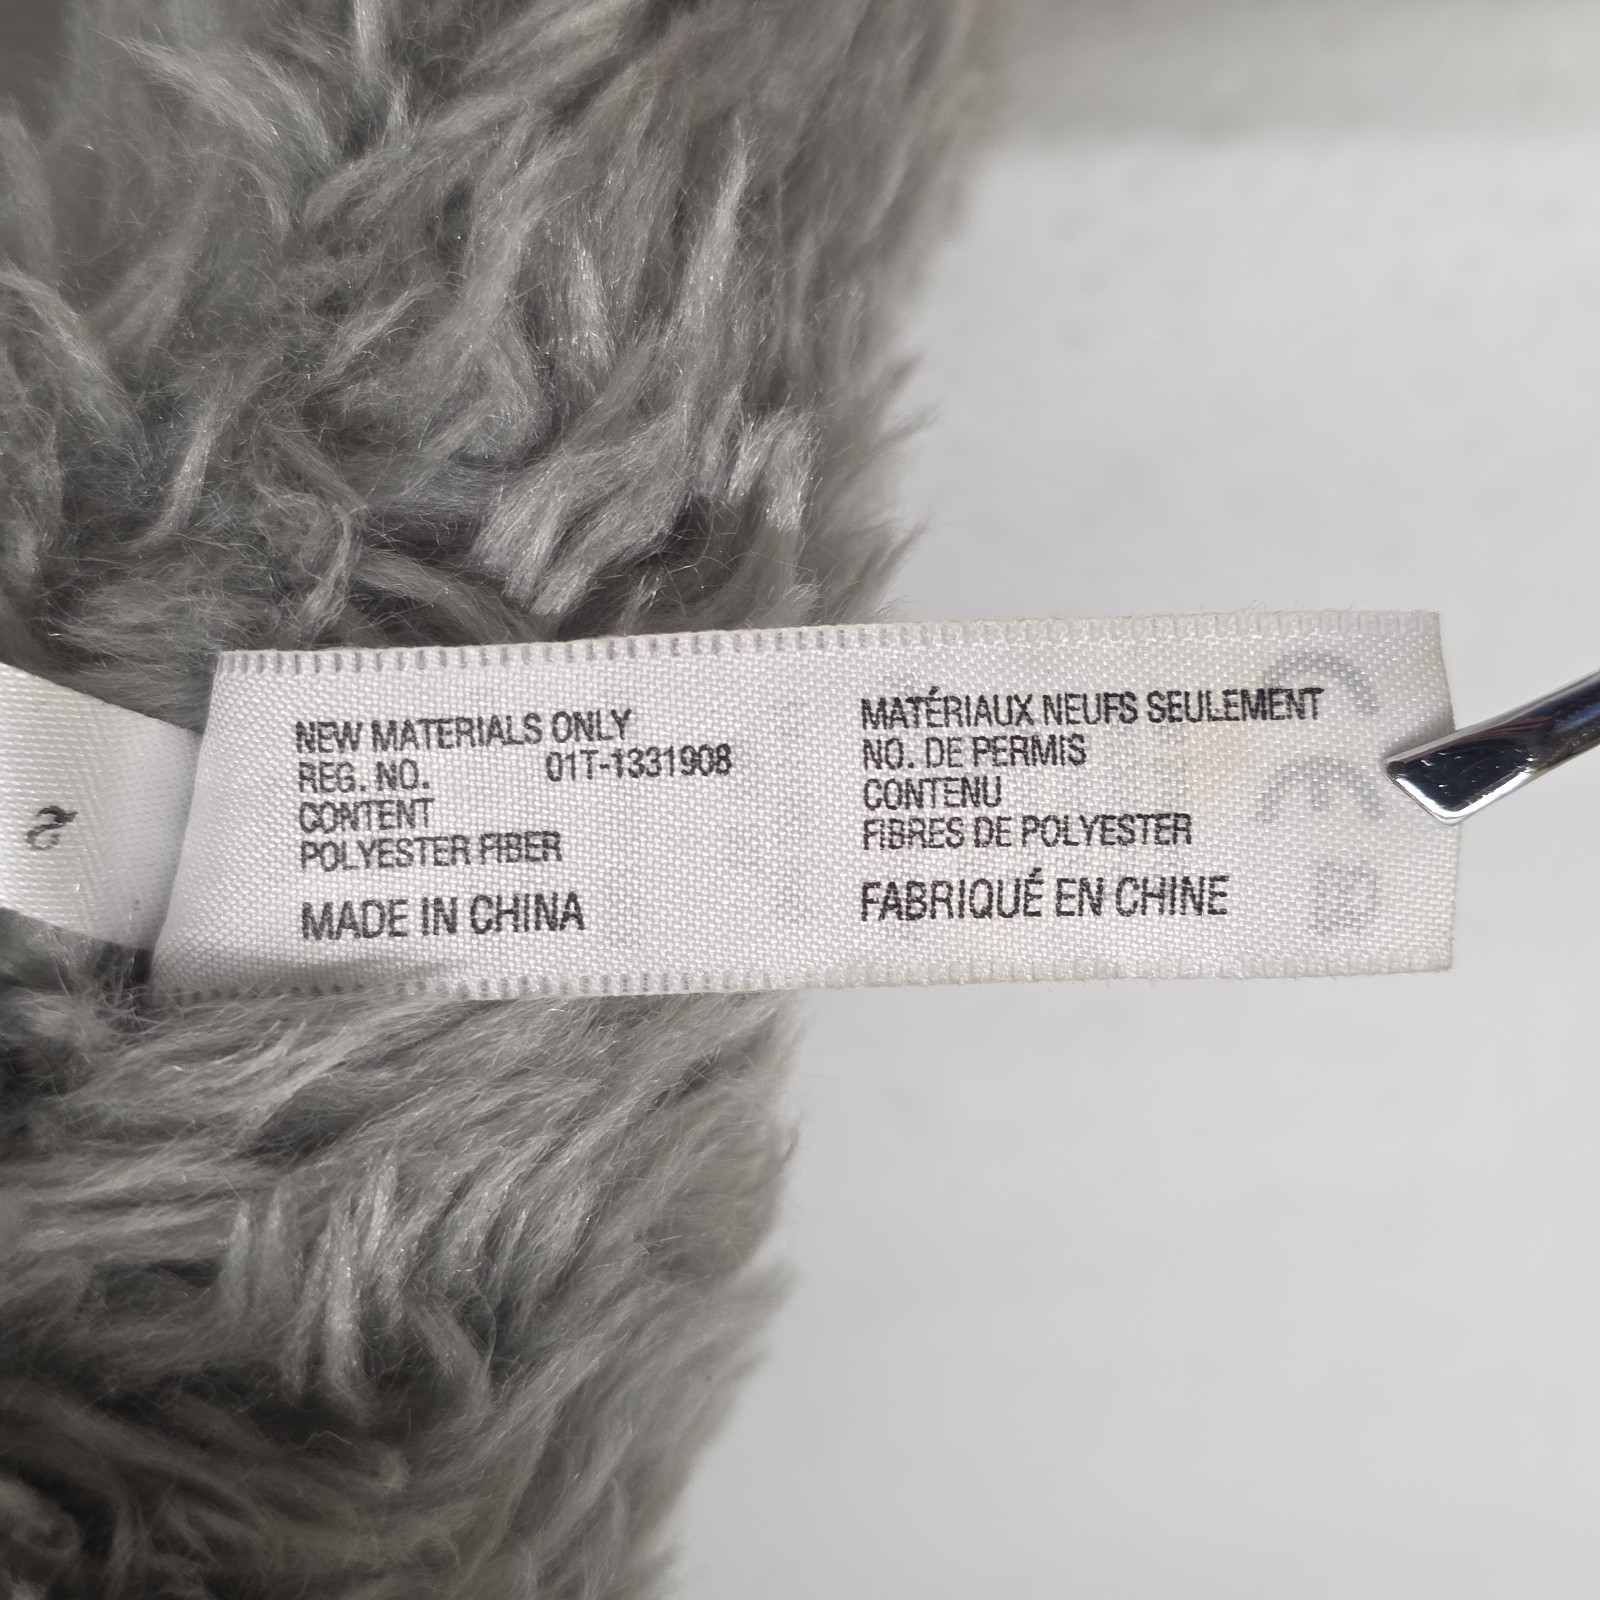 NEW MATERIALS ONLY
REG. NO. 01T-1331908
CONTENT
POLYESTER FIBER
MADE IN CHINA
MATÉRIAUX NEUFS SEULEMENT
NO. DE PERMIS
CONTENU
FIBRES DE POLYESTER
FABRIQUÉ EN CHINE